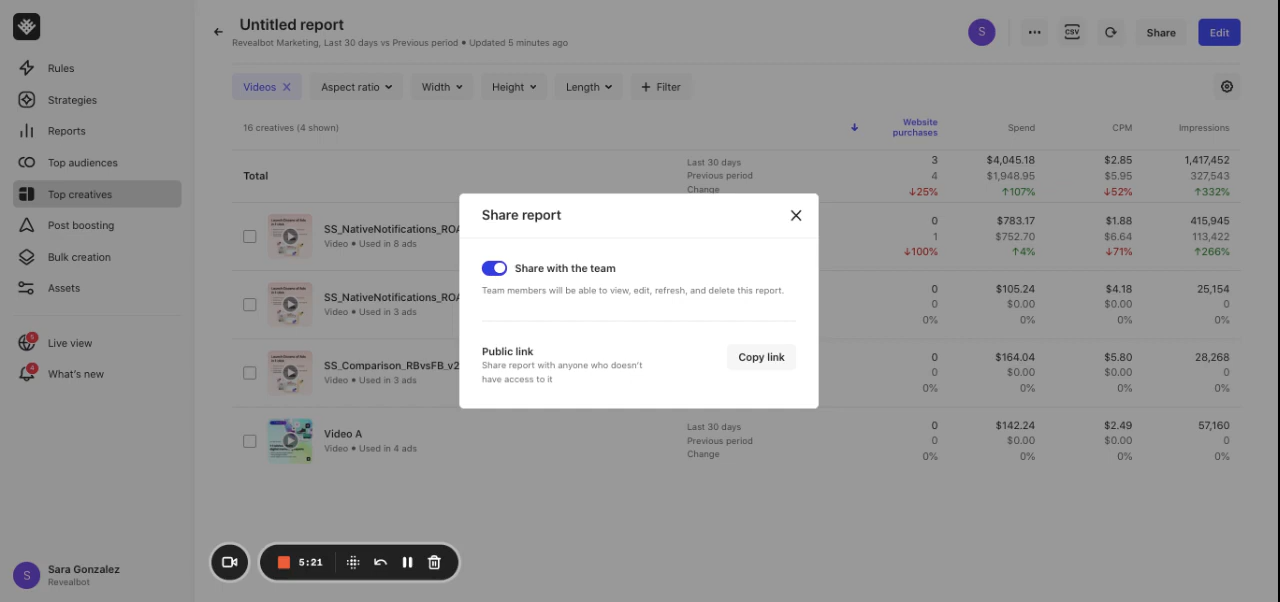 Untitled report
Revealbot Marketing, Last 30 days vs Previous period • Updated 5 minutes ago
S
CSV
Share
Edit
Rules
Strategies
Reports
Top audiences
Top creatives
Post boosting
Bulk creation
Assets
1
Live view
4
What's new
S
Sara Gonzalez
Revealbot
Videos
Aspect ratio
Width
Height
Length
+ Filter
16 creatives (4 shown)
Website purchases
Spend
CPM
Impressions
Total
Last 30 days
3 $4,045.18 $2.85 1,417,452
Previous period
4 $1,948.95 $5.95 327,543
Change
↓25% ↑107% ↓52% ↑332%
SS_NativeNotifications_ROA
Video • Used in 8 ads
0 $783.17 $1.88 415,945
1 $752.70 $6.64 113,422
↓100% ↑4% ↓71% ↑266%
SS_NativeNotifications_ROA
Video • Used in 3 ads
0 $105.24 $4.18 25,154
0 $0.00 $0.00 0
0% 0% 0% 0%
SS_Comparison_RBvsFB_v2
Video • Used in 3 ads
0 $164.04 $5.80 28,268
0 $0.00 $0.00 0
0% 0% 0% 0%
Video A
Video • Used in 4 ads
Last 30 days
0 $142.24 $2.49 57,160
Previous period
0 $0.00 $0.00 0
Change
0% 0% 0% 0%
Share report
Share with the team
Team members will be able to view, edit, refresh, and delete this report.
Public link
Share report with anyone who doesn't
have access to it
Copy link
5:21